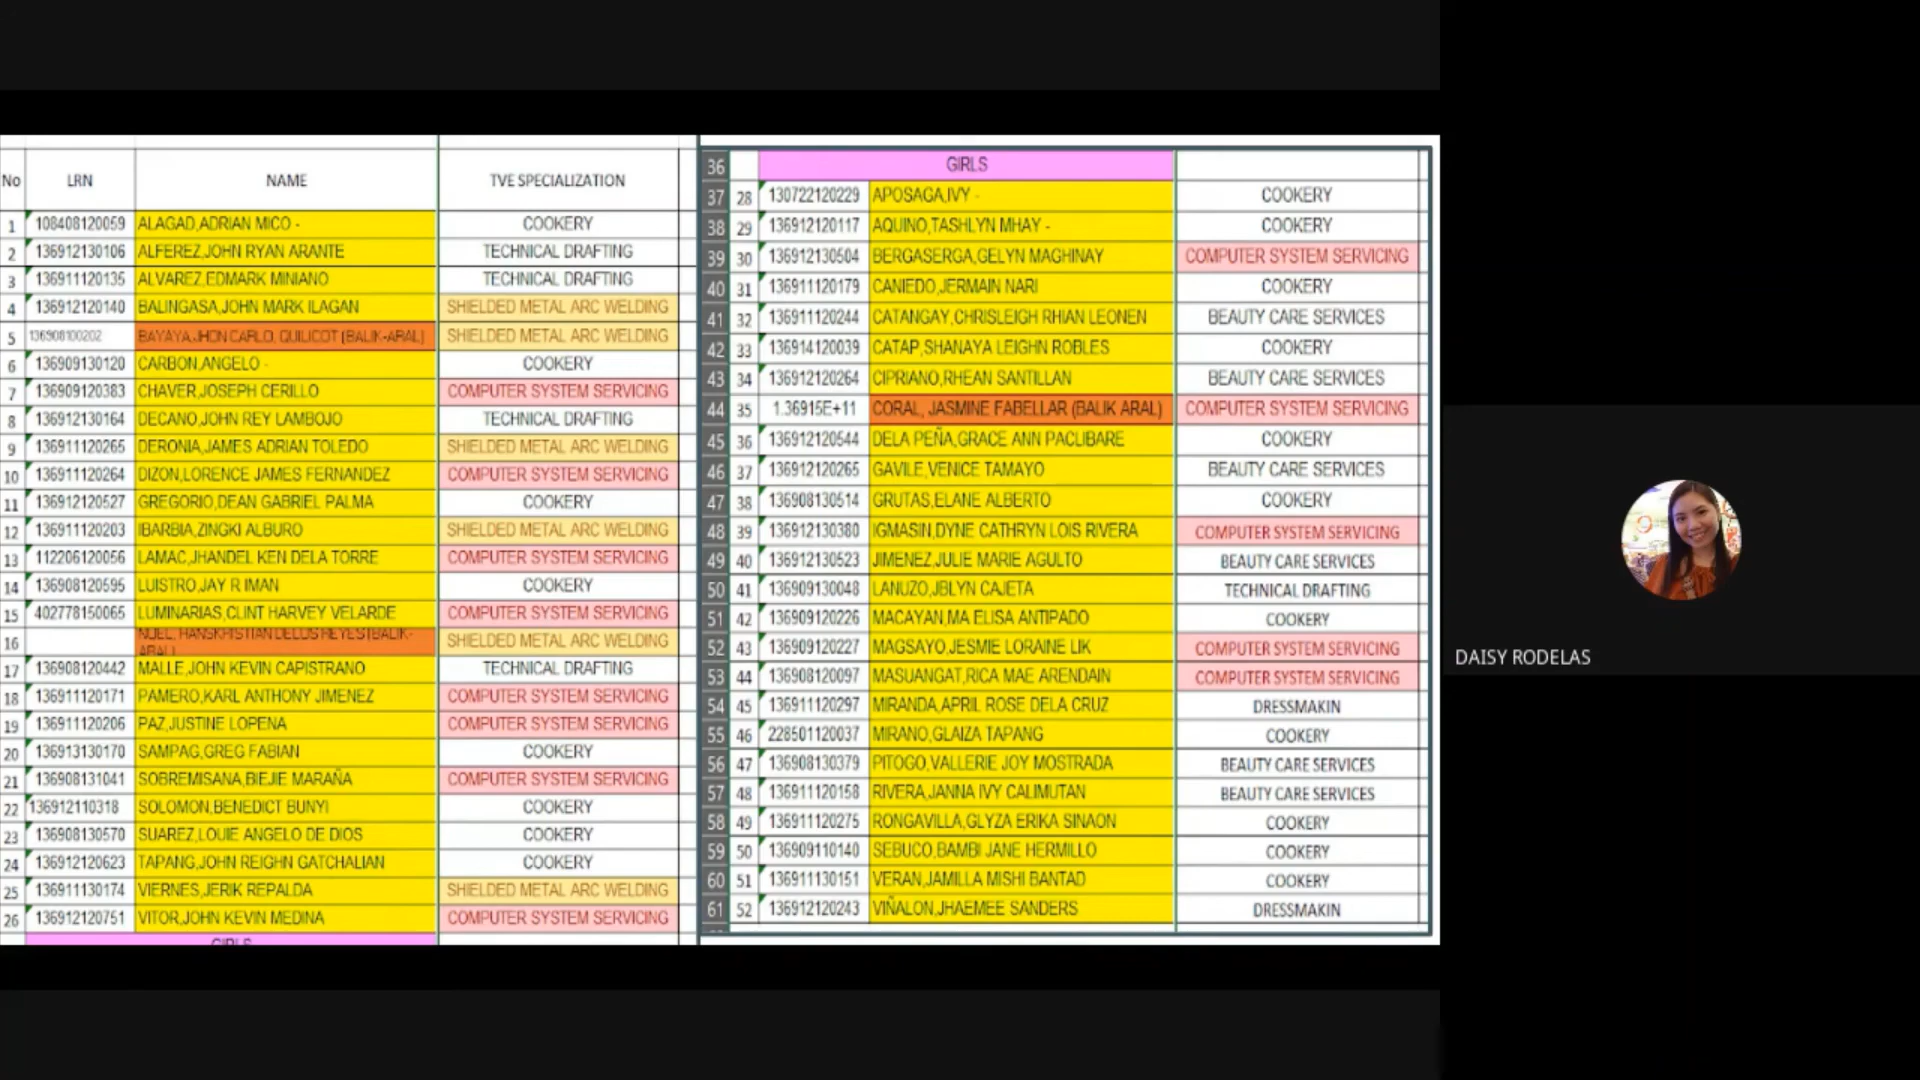 No LRN NAME TVE SPECIALIZATION
1 108408120059 ALAGAD,ADRIAN MICO - COOKERY
2 136912130106 ALFEREZ,JOHN RYAN ARANTE TECHNICAL DRAFTING
3 136911120135 ALVAREZ,EDMARK MINIANO TECHNICAL DRAFTING
4 136912120140 BALINGASA,JOHN MARK ILAGAN SHIELDED METAL ARC WELDING
5 136908100202 BAYAYA,JHON CARLO, QUILICOT (BALIK-ARAL) SHIELDED METAL ARC WELDING
6 136909130120 CARBON,ANGELO - COOKERY
7 136909120383 CHAVER,JOSEPH CERILLO COMPUTER SYSTEM SERVICING
8 136912130164 DECANO,JOHN REY LAMBOJO TECHNICAL DRAFTING
9 136911120265 DERONIA,JAMES ADRIAN TOLEDO SHIELDED METAL ARC WELDING
10 136911120264 DIZON,LORENCE JAMES FERNANDEZ COMPUTER SYSTEM SERVICING
11 136912120527 GREGORIO,DEAN GABRIEL PALMA COOKERY
12 136911120203 IBARBIA,ZINGKI ALBURO SHIELDED METAL ARC WELDING
13 112206120056 LAMAC,JHANDEL KEN DELA TORRE COMPUTER SYSTEM SERVICING
14 136908120595 LUISTRO,JAY R IMAN COOKERY
15 402778150065 LUMINARIAS,CLINT HARVEY VELARDE COMPUTER SYSTEM SERVICING
16 NOEL, HANSKRISTIAN DELOS REYES(BALIK-ARAL) SHIELDED METAL ARC WELDING
17 136908120442 MALLE,JOHN KEVIN CAPISTRANO TECHNICAL DRAFTING
18 136911120171 PAMERO,KARL ANTHONY JIMENEZ COMPUTER SYSTEM SERVICING
19 136911120206 PAZ,JUSTINE LOPENA COMPUTER SYSTEM SERVICING
20 136913130170 SAMPAG,GREG FABIAN COOKERY
21 136908131041 SOBREMISANA,BIEJIE MARAÑA COMPUTER SYSTEM SERVICING
22 136912110318 SOLOMON,BENEDICT BUNYI COOKERY
23 136908130570 SUAREZ,LOUIE ANGELO DE DIOS COOKERY
24 136912120623 TAPANG,JOHN REIGHN GATCHALIAN COOKERY
25 136911130174 VIERNES,JERIK REPALDA SHIELDED METAL ARC WELDING
26 136912120751 VITOR,JOHN KEVIN MEDINA COMPUTER SYSTEM SERVICING
GIRLS
36 GIRLS
37 28 130722120229 APOSAGA,IVY - COOKERY
38 29 136912120117 AQUINO,TASHLYN MHAY - COOKERY
39 30 136912130504 BERGASERGA,GELYN MAGHINAY COMPUTER SYSTEM SERVICING
40 31 136911120179 CANIEDO,JERMAIN NARI COOKERY
41 32 136911120244 CATANGAY,CHRISLEIGH RHIAN LEONEN BEAUTY CARE SERVICES
42 33 136914120039 CATAP,SHANAYA LEIGHN ROBLES COOKERY
43 34 136912120264 CIPRIANO,RHEAN SANTILLAN BEAUTY CARE SERVICES
44 35 1.36915E+11 CORAL, JASMINE FABELLAR (BALIK ARAL) COMPUTER SYSTEM SERVICING
45 36 136912120544 DELA PEÑA,GRACE ANN PACLIBARE COOKERY
46 37 136912120265 GAVILE,VENICE TAMAYO BEAUTY CARE SERVICES
47 38 136908130514 GRUTAS,ELANE ALBERTO COOKERY
48 39 136912130380 IGMASIN,DYNE CATHRYN LOIS RIVERA COMPUTER SYSTEM SERVICING
49 40 136912130523 JIMENEZ,JULIE MARIE AGULTO BEAUTY CARE SERVICES
50 41 136909130048 LANUZO,JBLYN CAJETA TECHNICAL DRAFTING
51 42 136909120226 MACAYAN,MA ELISA ANTIPADO COOKERY
52 43 136909120227 MAGSAYO,JESMIE LORAINE LIK COMPUTER SYSTEM SERVICING
53 44 136908120097 MASUANGAT,RICA MAE ARENDAIN COMPUTER SYSTEM SERVICING
54 45 136911120297 MIRANDA,APRIL ROSE DELA CRUZ DRESSMAKIN
55 46 228501120037 MIRANO,GLAIZA TAPANG COOKERY
56 47 136908130379 PITOGO,VALLERIE JOY MOSTRADA BEAUTY CARE SERVICES
57 48 136911120158 RIVERA,JANNA IVY CALIMUTAN BEAUTY CARE SERVICES
58 49 136911120275 RONGAVILLA,GLYZA ERIKA SINAON COOKERY
59 50 136909110140 SEBUCO,BAMBI JANE HERMILLO COOKERY
60 51 136911130151 VERAN,JAMILLA MISHI BANTAD COOKERY
61 52 136912120243 VIÑALON,JHAEMEE SANDERS DRESSMAKIN
DAISY RODELAS